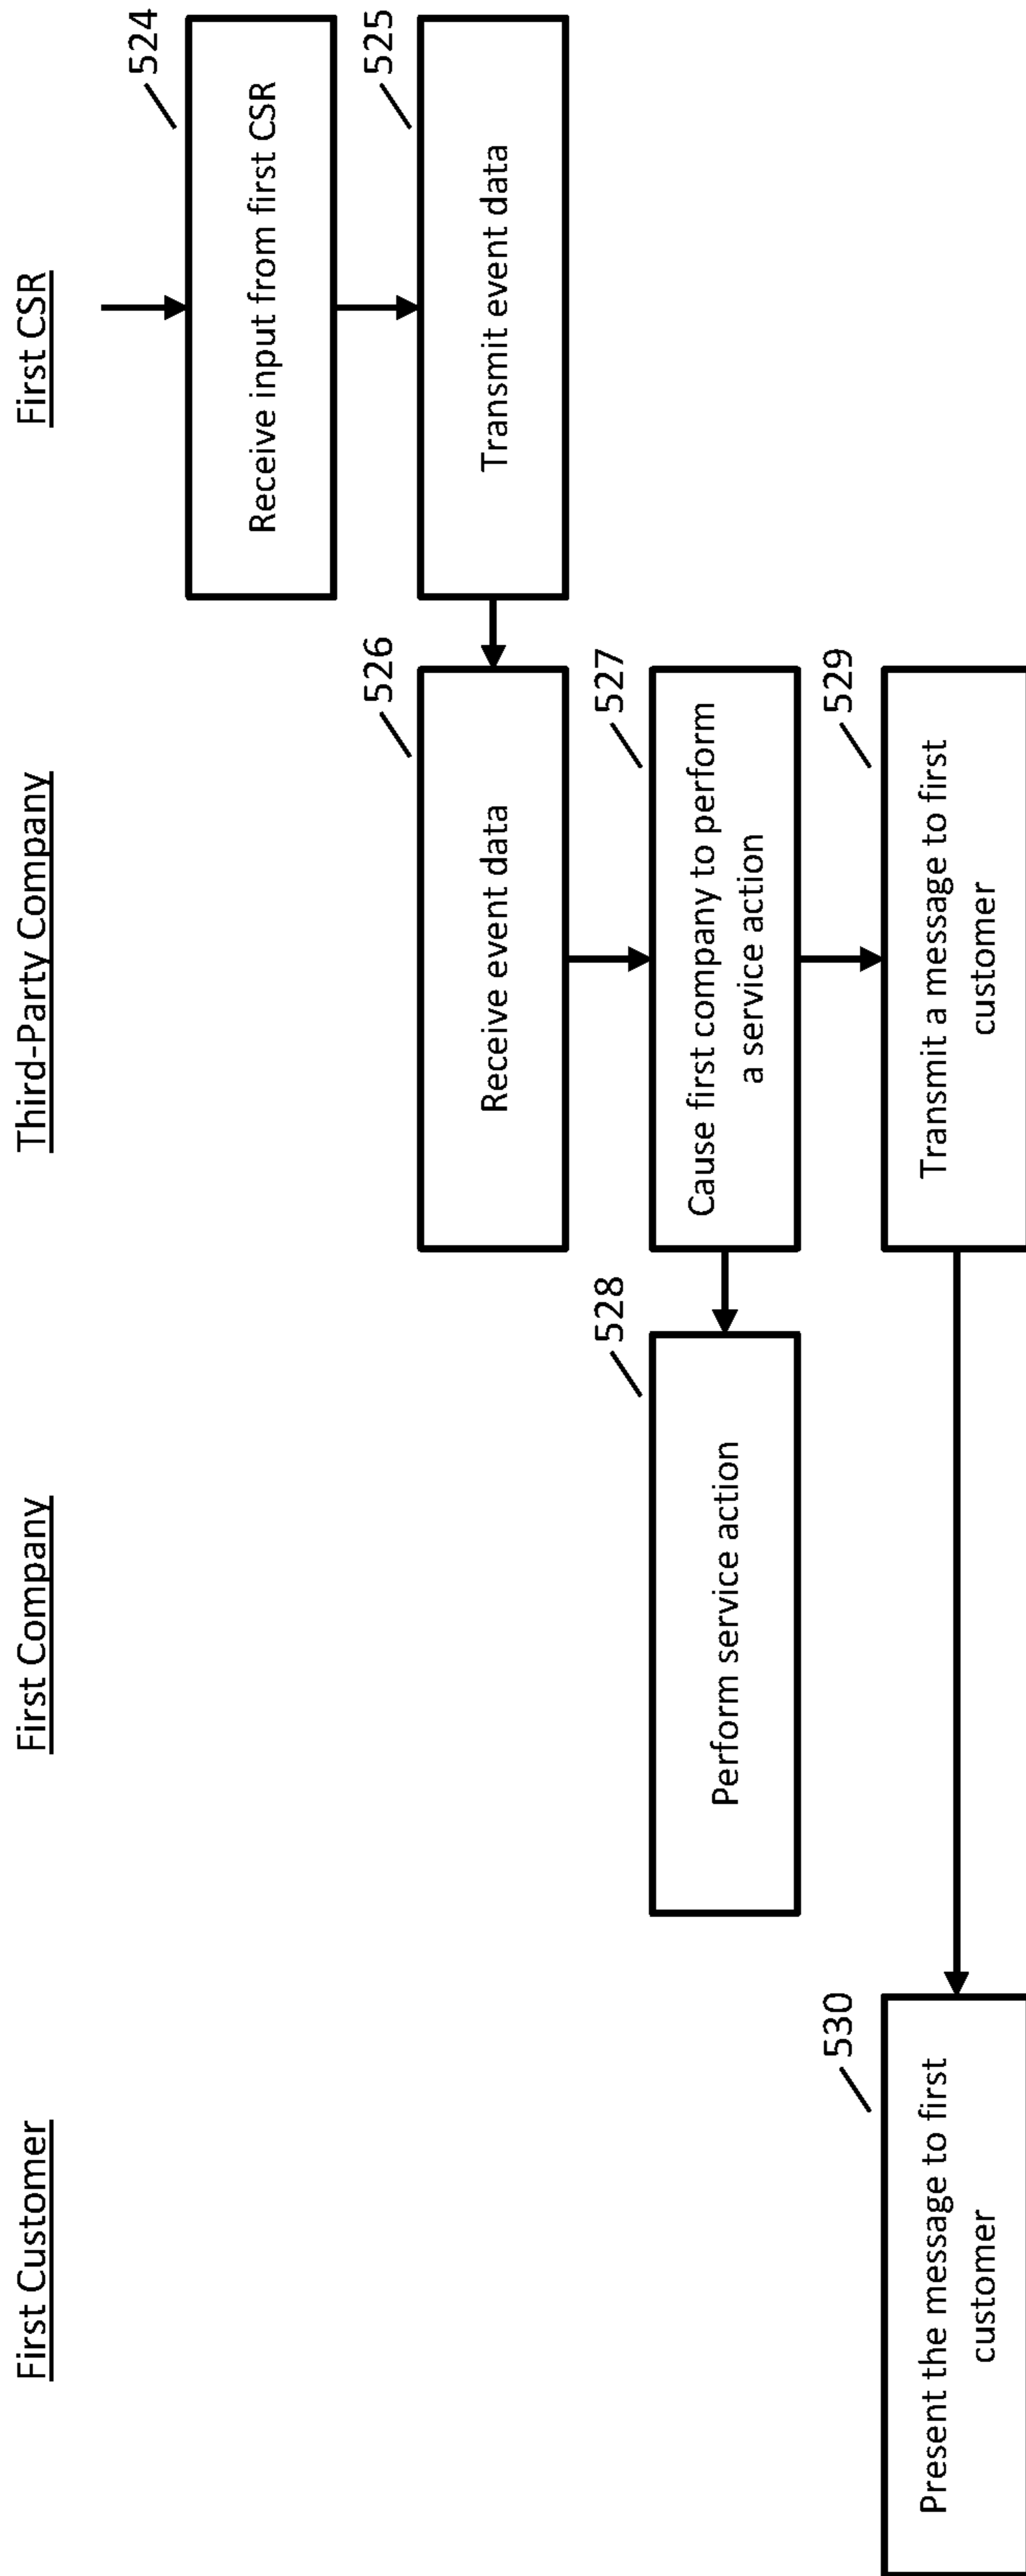 First Customer
First Company
Third-Party Company
First CSR
524
Receive input from first CSR
525
Transmit event data
526
Receive event data
527
Cause first company to perform
a service action
528
Perform service action
529
Transmit a message to first
customer
530
Present the message to first
customer